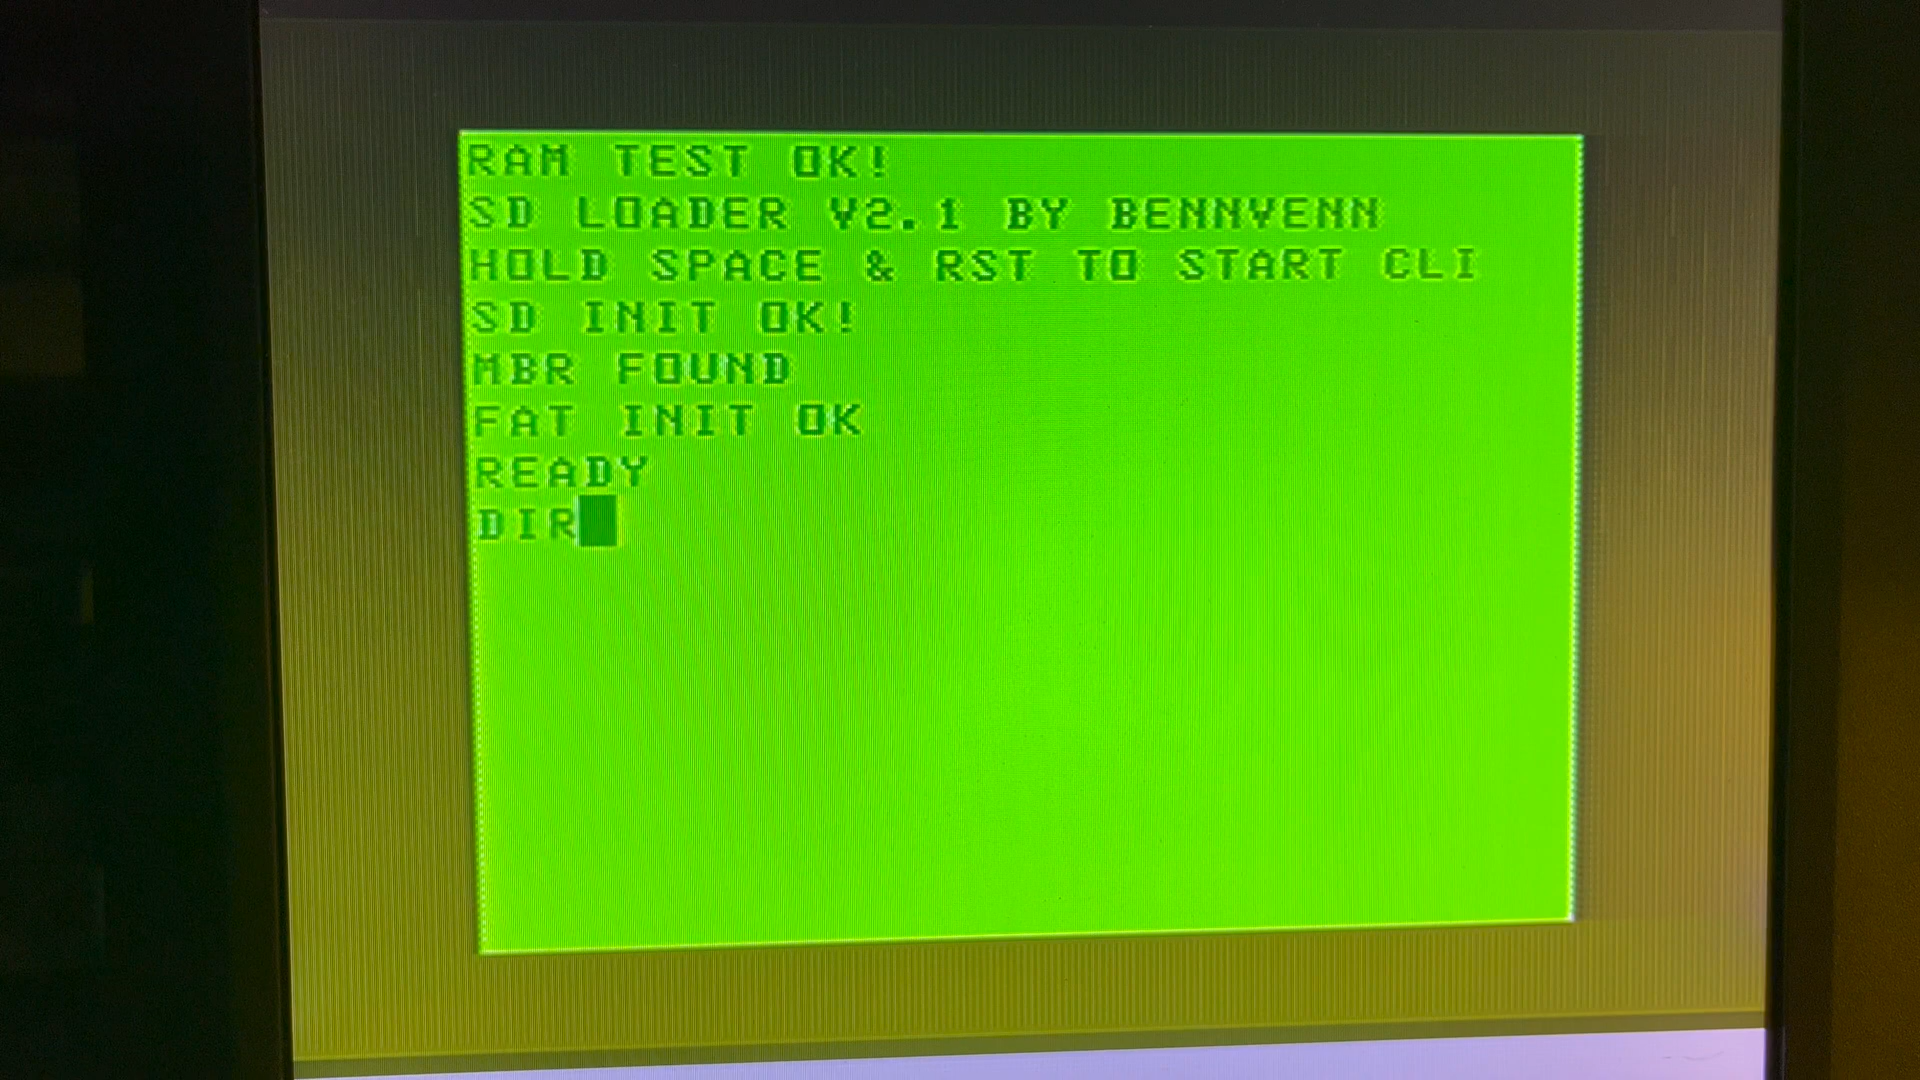 RAM TEST OK!
SD LOADER V2.1 BY BENNVENN
HOLD SPACE & RST TO START CLI
SD INIT OK!
MBR FOUND
FAT INIT OK
READY
DIR